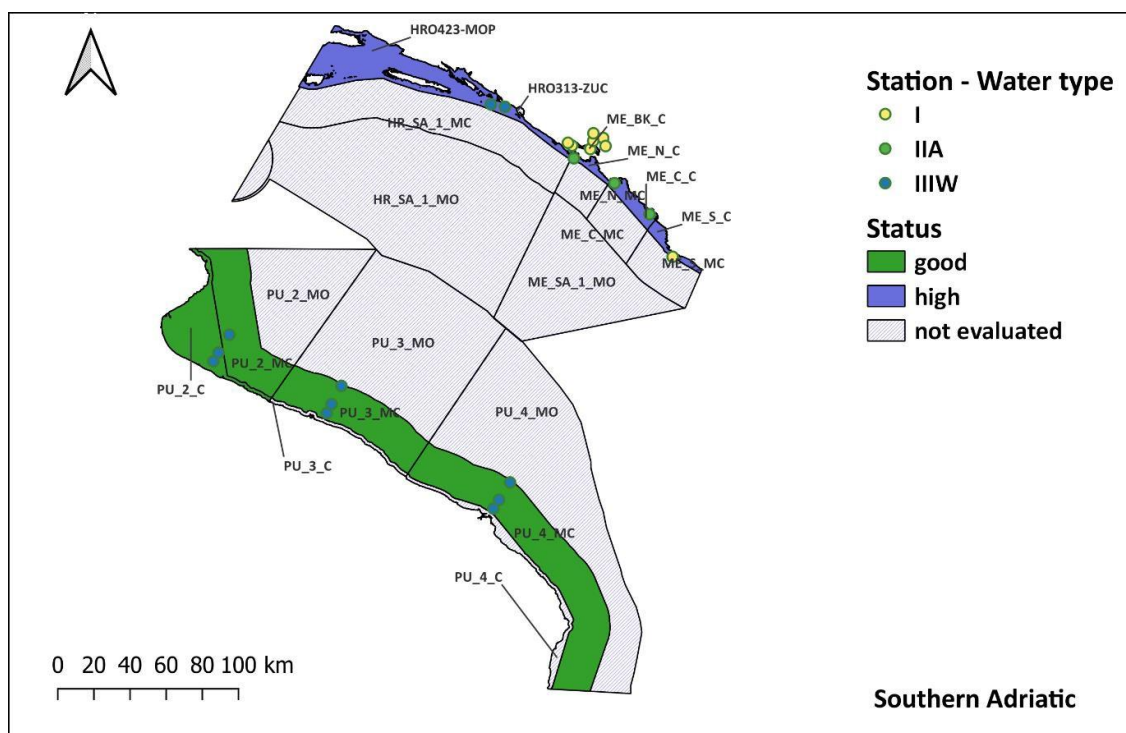 HRO423-MOP
HRO313-ZUC
ME_BK_C
HR_SA_1_MC
ME_N_C
ME_C_C
ME_N_MC
HR_SA_1_MO
ME_S_C
ME_C_MC
ME_S_MC
ME_SA_1_MO
PU_2_MO
PU_3_MO
PU_2_MC
PU_2_C
PU_3_MC
PU_4_MO
PU_3_C
PU_4_MC
PU_4_C
0 20 40 60 80 100 km
Station - Water type
I
IIA
IIIW
Status
good
high
not evaluated
Southern Adriatic